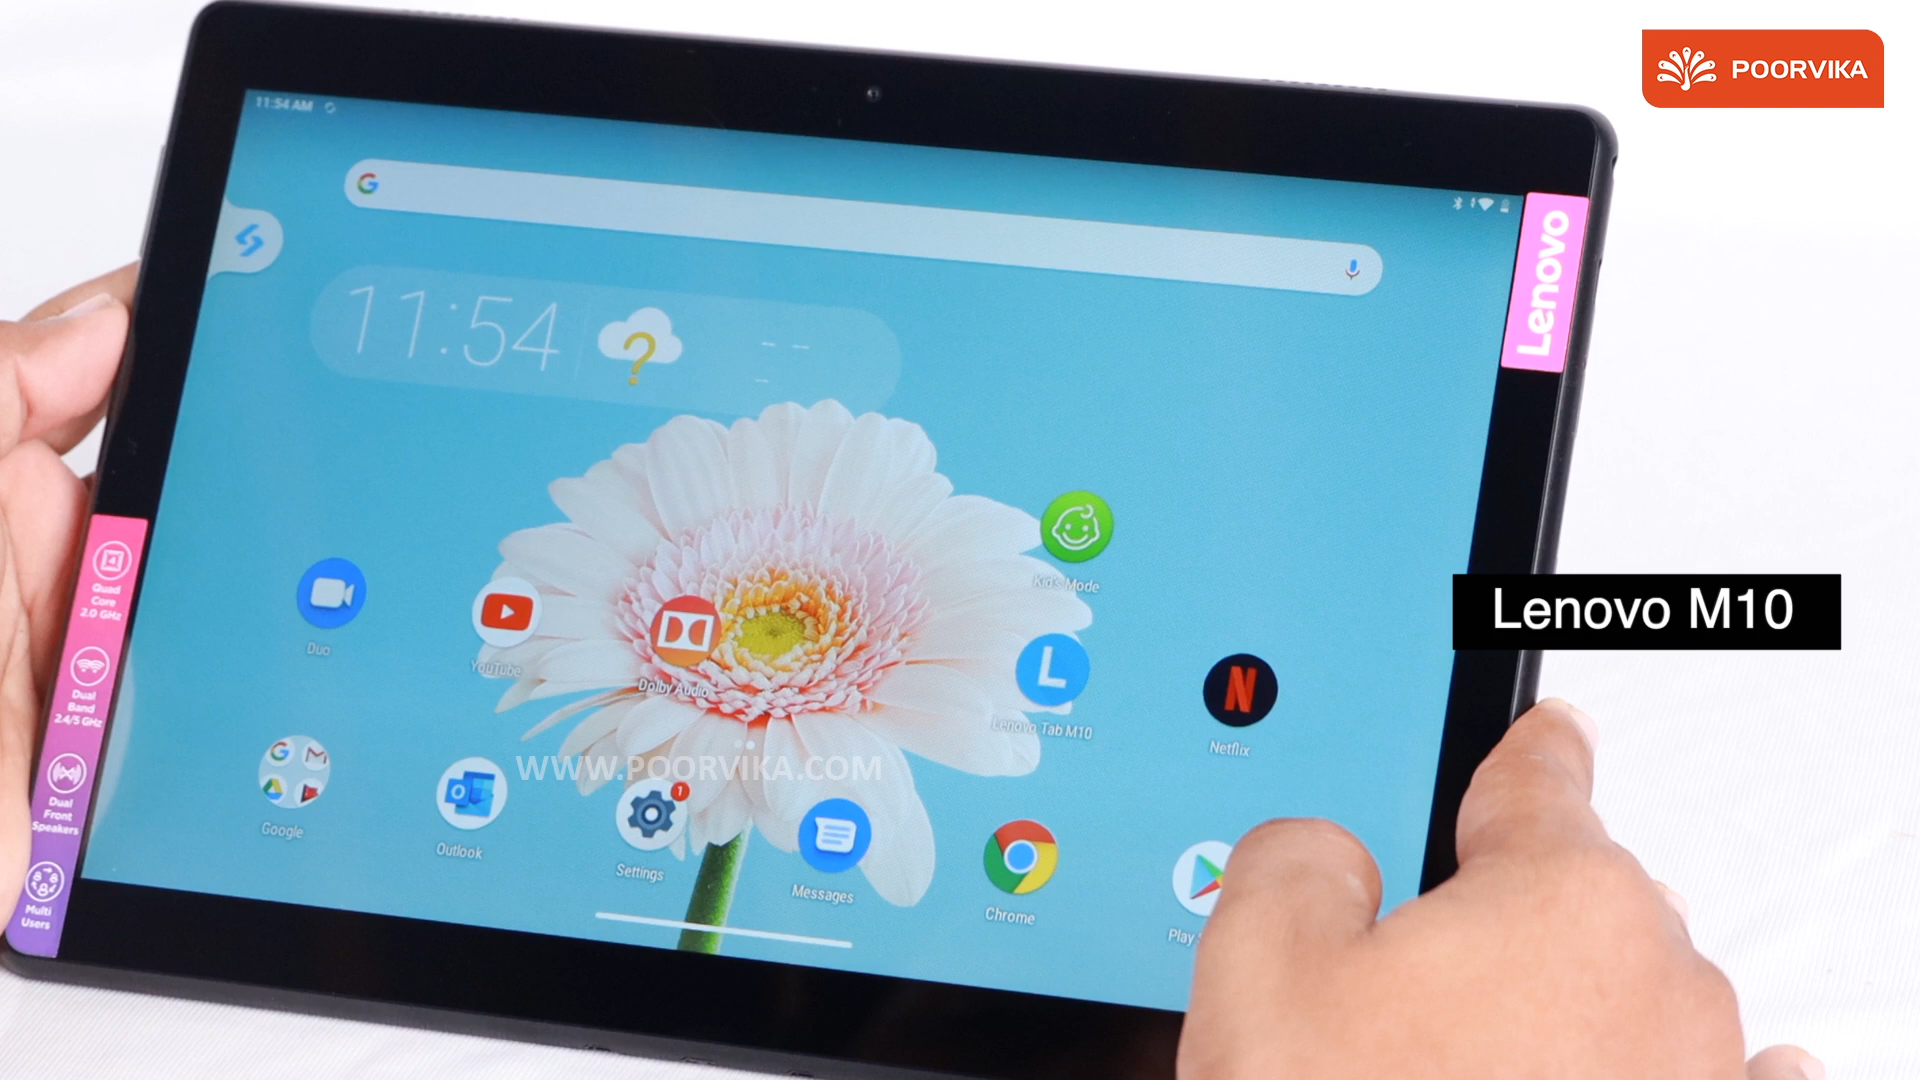 POORVIKA
11:54 AM
Lenovo
11:54
?
-- --
--
Kid's Mode
Duo
YouTube
Dolby Audio
Lenovo Tab M10
Netflix
Lenovo M10
Quad
Core
2.0 GHz
Dual
Band
2.4/5 GHz
Dual
Front
Speakers
Multi
Users
WWW.POORVIKA.COM
1
Google
Outlook
Settings
Messages
Chrome
Play